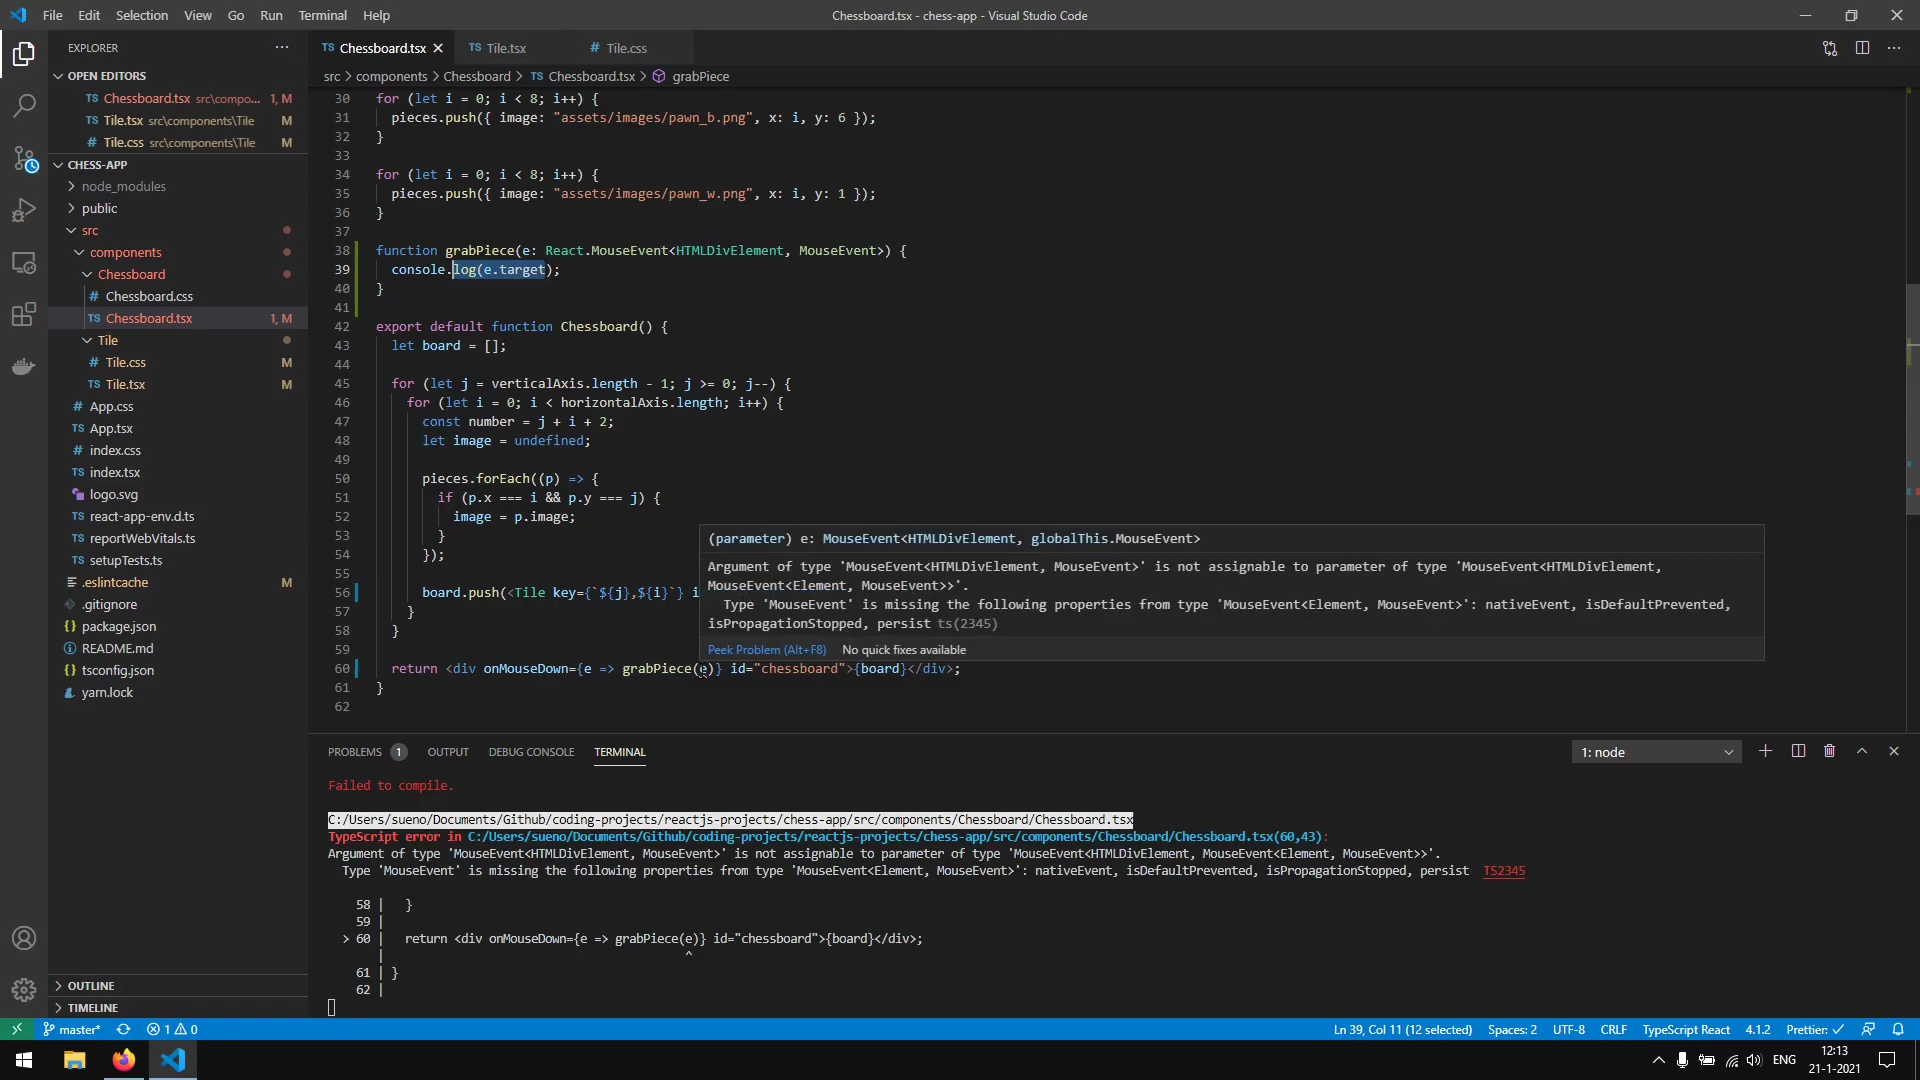 File Edit Selection View Go Run Terminal Help
Chessboard.tsx - chess-app - Visual Studio Code
EXPLORER
TS Chessboard.tsx
TS Tile.tsx
# Tile.css
OPEN EDITORS
src > components > Chessboard > TS Chessboard.tsx > grabPiece
TS Chessboard.tsx src\compo... 1, M
TS Tile.tsx src\components\Tile M
# Tile.css src\components\Tile M
CHESS-APP
node_modules
public
src
components
Chessboard
# Chessboard.css
TS Chessboard.tsx 1, M
Tile
# Tile.css M
TS Tile.tsx M
# App.css
TS App.tsx
# index.css
TS index.tsx
logo.svg
TS react-app-env.d.ts
TS reportWebVitals.ts
TS setupTests.ts
.eslintcache M
.gitignore
{} package.json
README.md
{} tsconfig.json
yarn.lock
OUTLINE
TIMELINE
30 for (let i = 0; i < 8; i++) {
31 pieces.push({ image: "assets/images/pawn_b.png", x: i, y: 6 });
32 }
33
34 for (let i = 0; i < 8; i++) {
35 pieces.push({ image: "assets/images/pawn_w.png", x: i, y: 1 });
36 }
37
38 function grabPiece(e: React.MouseEvent<HTMLDivElement, MouseEvent>) {
39 console.log(e.target);
40 }
41
42 export default function Chessboard() {
43 let board = [];
44
45 for (let j = verticalAxis.length - 1; j >= 0; j--) {
46 for (let i = 0; i < horizontalAxis.length; i++) {
47 const number = j + i + 2;
48 let image = undefined;
49
50 pieces.forEach((p) => {
51 if (p.x === i && p.y === j) {
52 image = p.image;
53 }
54 });
55
56 board.push(<Tile key={`${j},${i}`} i
57 }
58 }
59
60 return <div onMouseDown={e => grabPiece(e)} id="chessboard">{board}</div>;
61 }
62
(parameter) e: MouseEvent<HTMLDivElement, globalThis.MouseEvent>
Argument of type 'MouseEvent<HTMLDivElement, MouseEvent>' is not assignable to parameter of type 'MouseEvent<HTMLDivElement,
MouseEvent<Element, MouseEvent>>'.
Type 'MouseEvent' is missing the following properties from type 'MouseEvent<Element, MouseEvent>': nativeEvent, isDefaultPrevented,
isPropagationStopped, persist ts(2345)
Peek Problem (Alt+F8) No quick fixes available
PROBLEMS 1 OUTPUT DEBUG CONSOLE TERMINAL
1: node
Failed to compile.
C:/Users/sueno/Documents/Github/coding-projects/reactjs-projects/chess-app/src/components/Chessboard/Chessboard.tsx
TypeScript error in C:/Users/sueno/Documents/Github/coding-projects/reactjs-projects/chess-app/src/components/Chessboard/Chessboard.tsx(60,43):
Argument of type 'MouseEvent<HTMLDivElement, MouseEvent>' is not assignable to parameter of type 'MouseEvent<HTMLDivElement, MouseEvent<Element, MouseEvent>>'.
Type 'MouseEvent' is missing the following properties from type 'MouseEvent<Element, MouseEvent>': nativeEvent, isDefaultPrevented, isPropagationStopped, persist TS2345
58 | }
59 |
> 60 | return <div onMouseDown={e => grabPiece(e)} id="chessboard">{board}</div>;
| ^
61 | }
62 |
master* 1 0
Ln 39, Col 11 (12 selected) Spaces: 2 UTF-8 CRLF TypeScript React 4.1.2 Prettier: ✓
ENG
12:13
21-1-2021